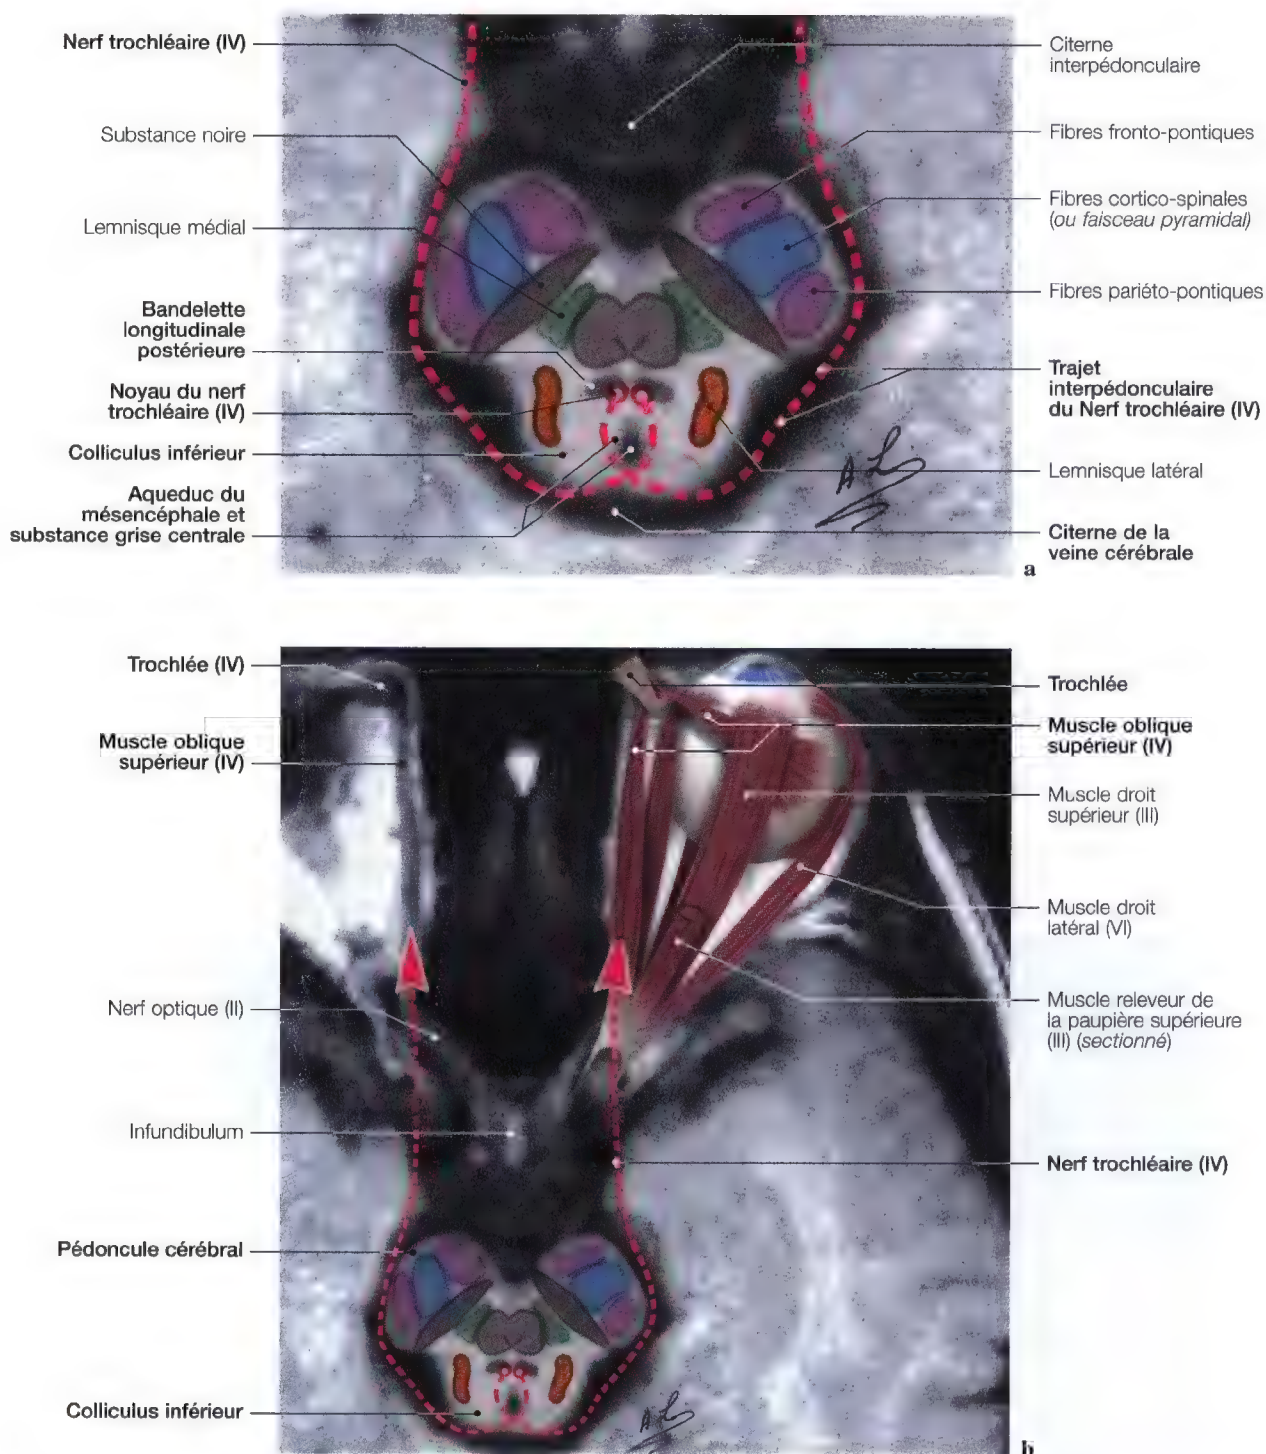 Nerf trochléaire (IV)
Substance noire
Lemnisque médial
Bandelette
longitudinale
postérieure
Noyau du nerf
trochléaire (IV)
Colliculus inférieur
Aqueduc du
mésencéphale et
substance grise centrale
Citerne
interpédonculaire
Fibres fronto-pontiques
Fibres cortico-spinales
(ou faisceau pyramidal)
Fibres pariéto-pontiques
Trajet
interpédonculaire
du Nerf trochléaire (IV)
Lemnisque latéral
Citerne de la
veine cérébrale
a
Trochlée (IV)
Muscle oblique
supérieur (IV)
Nerf optique (II)
Infundibulum
Pédoncule cérébral
Colliculus inférieur
Trochlée
Muscle oblique
supérieur (IV)
Muscle droit
supérieur (III)
Muscle droit
latéral (VI)
Muscle releveur de
la paupière supérieure
(III) (sectionné)
Nerf trochléaire (IV)
b